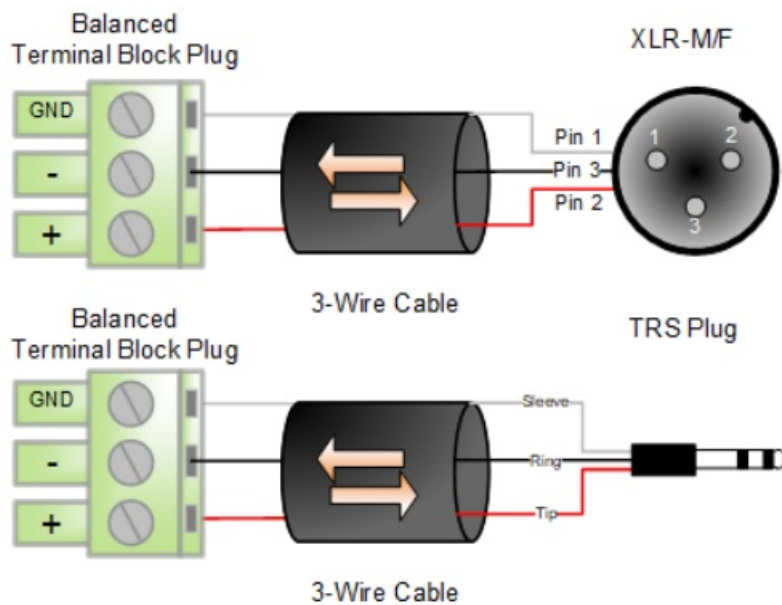 Balanced
Terminal Block Plug
XLR-M/F
GND
-
+
Pin 1
Pin 3
Pin 2
1
2
3
3-Wire Cable
Balanced
Terminal Block Plug
TRS Plug
GND
-
+
Sleeve
Ring
Tip
3-Wire Cable